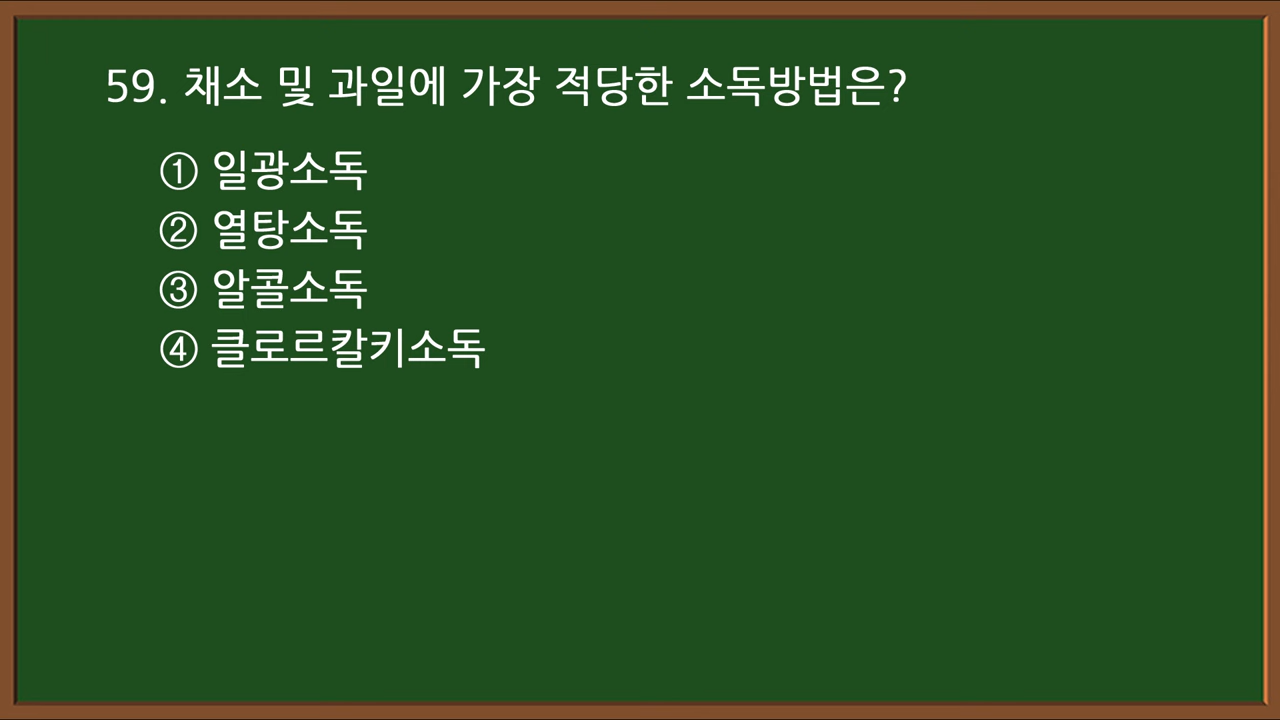 59. 채소 및 과일에 가장 적당한 소독방법은?
① 일광소독
② 열탕소독
③ 알콜소독
④ 클로르칼키소독